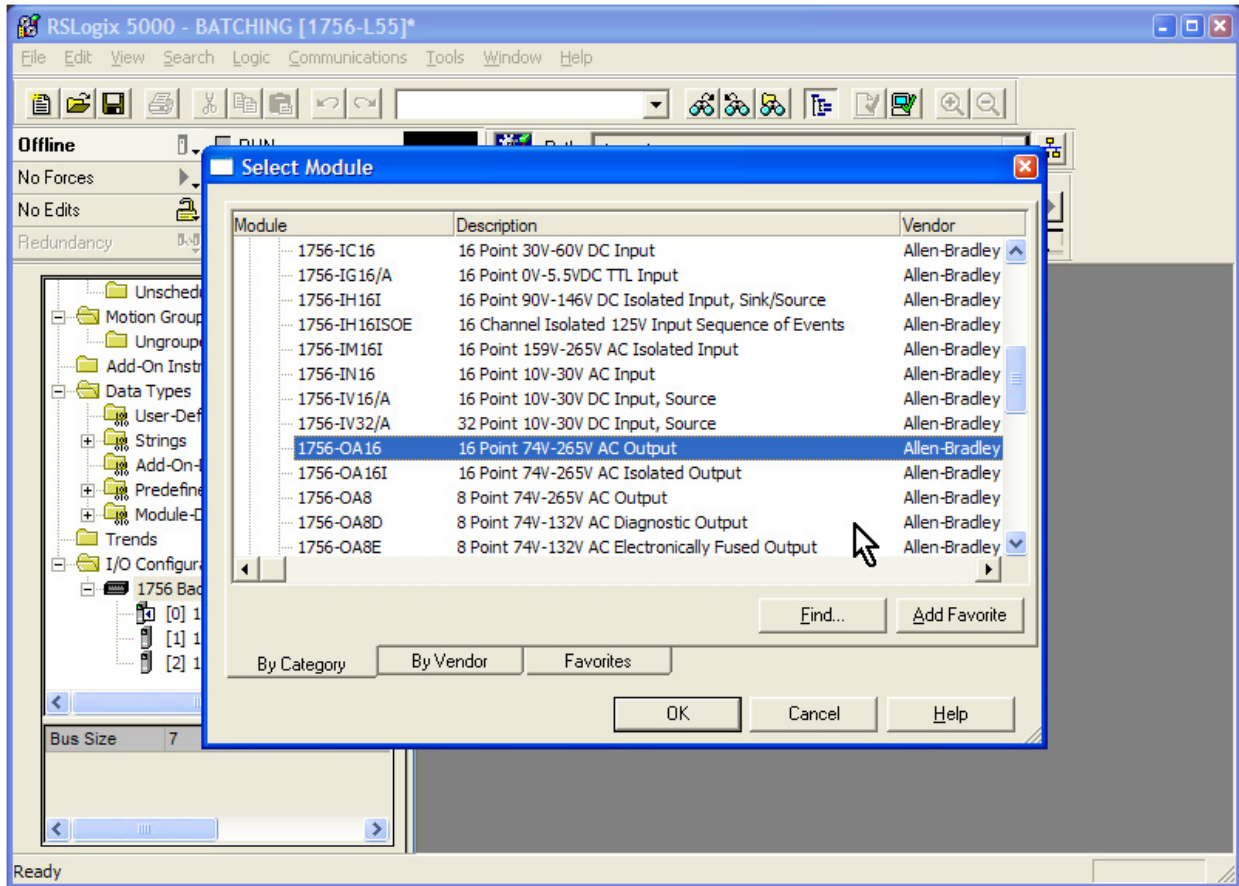 RSLogix 5000 - BATCHING [1756-L55]*
File Edit View Search Logic Communications Tools Window Help
Offline RUN
No Forces
No Edits
Redundancy
Select Module
Module Description Vendor
1756-IC16 16 Point 30V-60V DC Input Allen-Bradley
1756-IG16/A 16 Point 0V-5.5VDC TTL Input Allen-Bradley
1756-IH16I 16 Point 90V-146V DC Isolated Input, Sink/Source Allen-Bradley
1756-IH16ISOE 16 Channel Isolated 125V Input Sequence of Events Allen-Bradley
1756-IM16I 16 Point 159V-265V AC Isolated Input Allen-Bradley
1756-IN16 16 Point 10V-30V AC Input Allen-Bradley
1756-IV16/A 16 Point 10V-30V DC Input, Source Allen-Bradley
1756-IV32/A 32 Point 10V-30V DC Input, Source Allen-Bradley
1756-OA16 16 Point 74V-265V AC Output Allen-Bradley
1756-OA16I 16 Point 74V-265V AC Isolated Output Allen-Bradley
1756-OA8 8 Point 74V-265V AC Output Allen-Bradley
1756-OA8D 8 Point 74V-132V AC Diagnostic Output Allen-Bradley
1756-OA8E 8 Point 74V-132V AC Electronically Fused Output Allen-Bradley
Find... Add Favorite
By Category By Vendor Favorites
OK Cancel Help
Unschedu
Motion Group
Ungroupe
Add-On Instr
Data Types
User-Def
Strings
Add-On-
Predefine
Module-D
Trends
I/O Configura
1756 Bac
[0] 1
[1] 1
[2] 1
Bus Size 7
Ready